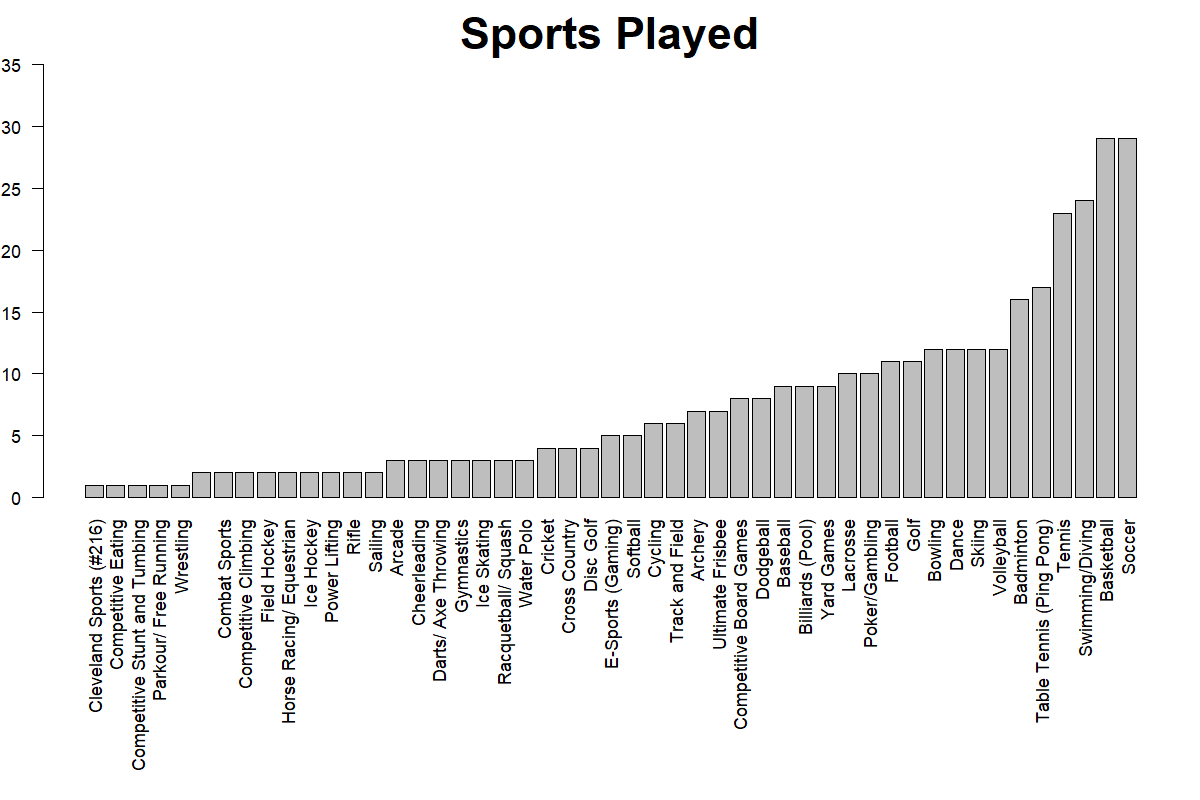 Sports Played
35
30
25
20
15
10
5
0
Cleveland Sports (#216)
Competitive Eating
Competitive Stunt and Tumbing
Parkour/ Free Running
Wrestling
Combat Sports
Competitive Climbing
Field Hockey
Horse Racing/ Equestrian
Ice Hockey
Power Lifting
Rifle
Sailing
Arcade
Cheerleading
Darts/ Axe Throwing
Gymnastics
Ice Skating
Racquetball/ Squash
Water Polo
Cricket
Cross Country
Disc Golf
E-Sports (Gaming)
Softball
Cycling
Track and Field
Archery
Ultimate Frisbee
Competitive Board Games
Dodgeball
Baseball
Billiards (Pool)
Yard Games
Lacrosse
Poker/Gambling
Football
Golf
Bowling
Dance
Skiing
Volleyball
Badminton
Table Tennis (Ping Pong)
Tennis
Swimming/Diving
Basketball
Soccer